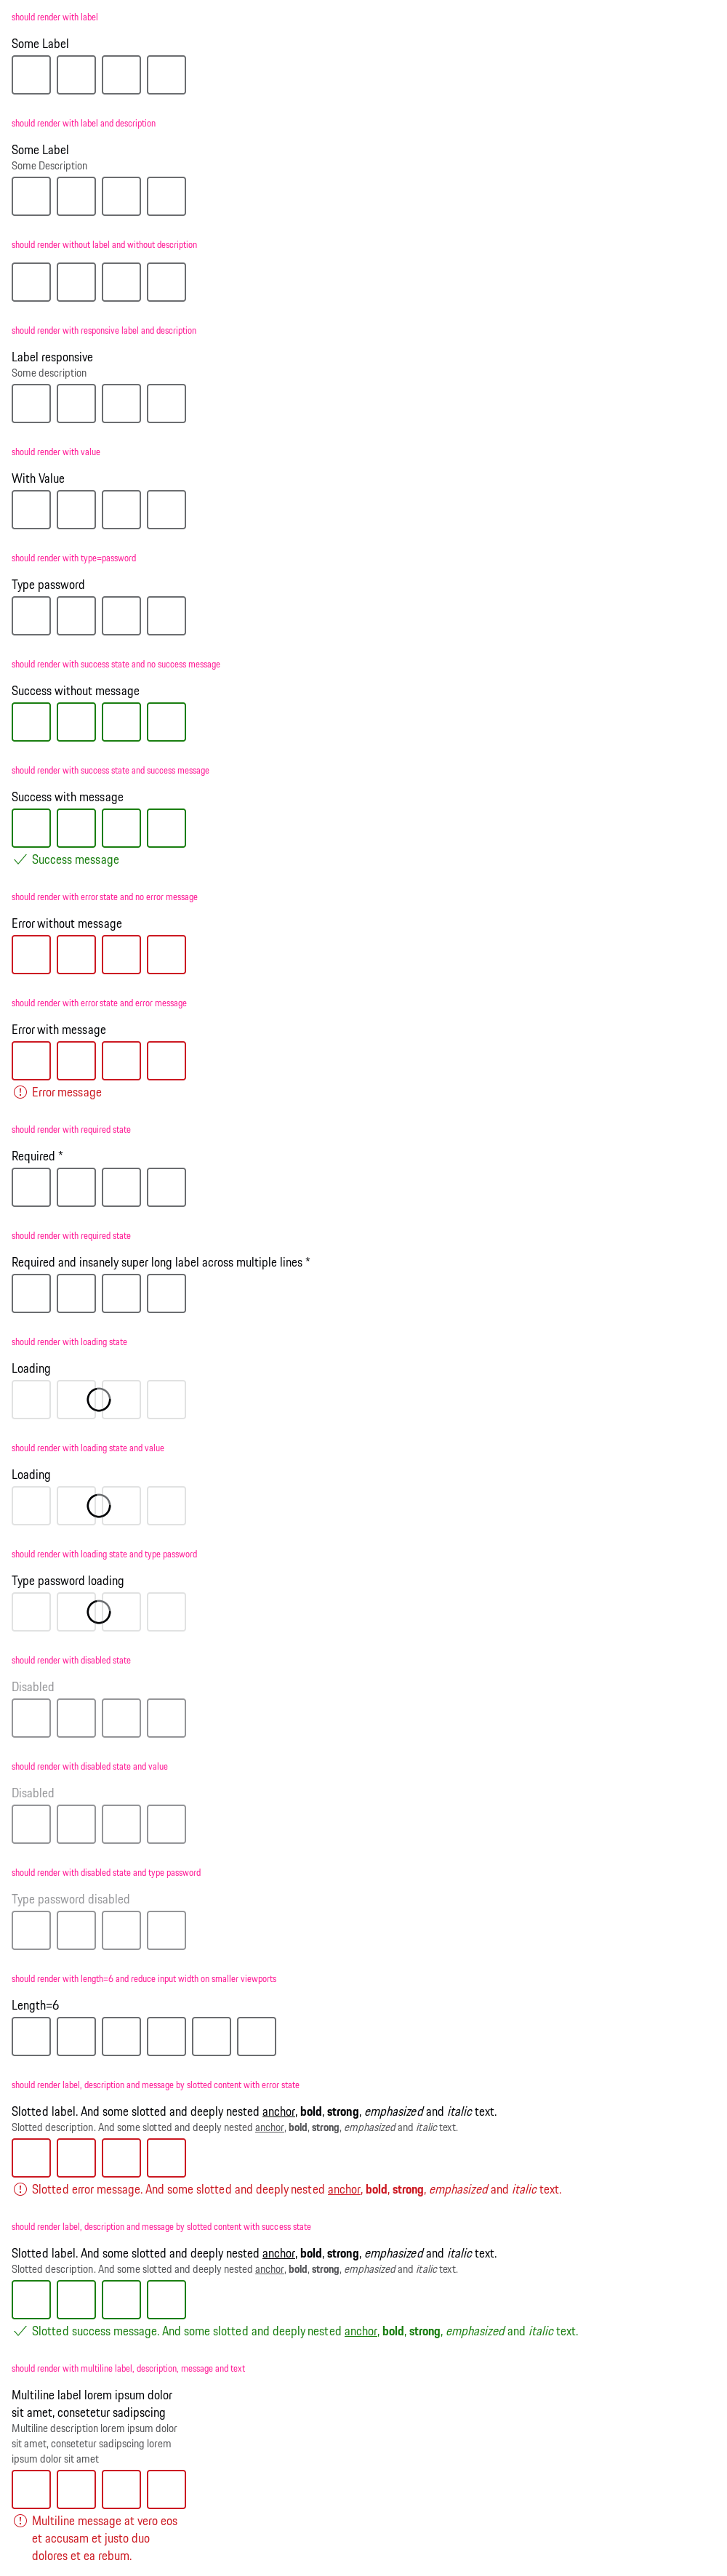 should render with label
Some Label
should render with label and description
Some Label
Some Description
should render without label and without description
should render with responsive label and description
Label responsive
Some description
should render with value
With Value
should render with type=password
Type password
should render with success state and no success message
Success without message
should render with success state and success message
Success with message
Success message
should render with error state and no error message
Error without message
should render with error state and error message
Error with message
Error message
should render with required state
Required *
should render with required state
Required and insanely super long label across multiple lines *
should render with loading state
Loading
should render with loading state and value
Loading
should render with loading state and type password
Type password loading
should render with disabled state
Disabled
should render with disabled state and value
Disabled
should render with disabled state and type password
Type password disabled
should render with length=6 and reduce input width on smaller viewports
Length=6
should render label, description and message by slotted content with error state
Slotted label. And some slotted and deeply nested anchor, bold, strong, emphasized and italic text.
Slotted description. And some slotted and deeply nested anchor, bold, strong, emphasized and italic text.
Slotted error message. And some slotted and deeply nested anchor, bold, strong, emphasized and italic text.
should render label, description and message by slotted content with success state
Slotted label. And some slotted and deeply nested anchor, bold, strong, emphasized and italic text.
Slotted description. And some slotted and deeply nested anchor, bold, strong, emphasized and italic text.
Slotted success message. And some slotted and deeply nested anchor, bold, strong, emphasized and italic text.
should render with multiline label, description, message and text
Multiline label lorem ipsum dolor
sit amet, consetetur sadipscing
Multiline description lorem ipsum dolor
sit amet, consetetur sadipscing lorem
ipsum dolor sit amet
Multiline message at vero eos
et accusam et justo duo
dolores et ea rebum.